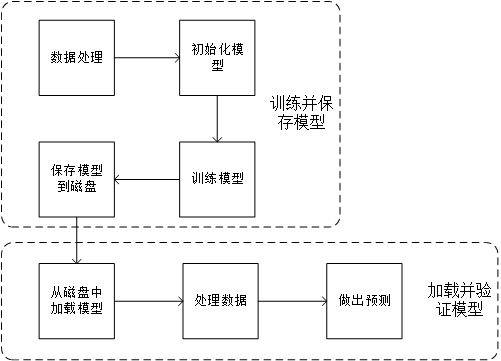 数据处理
初始化模
型
训练并保
存模型
保存模型
到磁盘
训练模型
从磁盘中
加载模型
处理数据
做出预测
加载并验
证模型